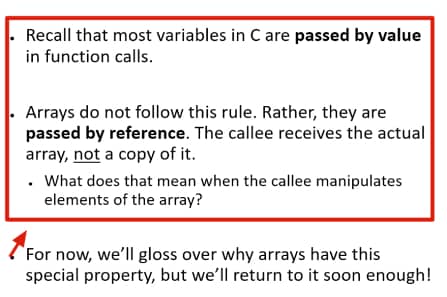 • Recall that most variables in C are passed by value
in function calls.
• Arrays do not follow this rule. Rather, they are
passed by reference. The callee receives the actual
array, not a copy of it.
• What does that mean when the callee manipulates
elements of the array?
• For now, we’ll gloss over why arrays have this
special property, but we’ll return to it soon enough!